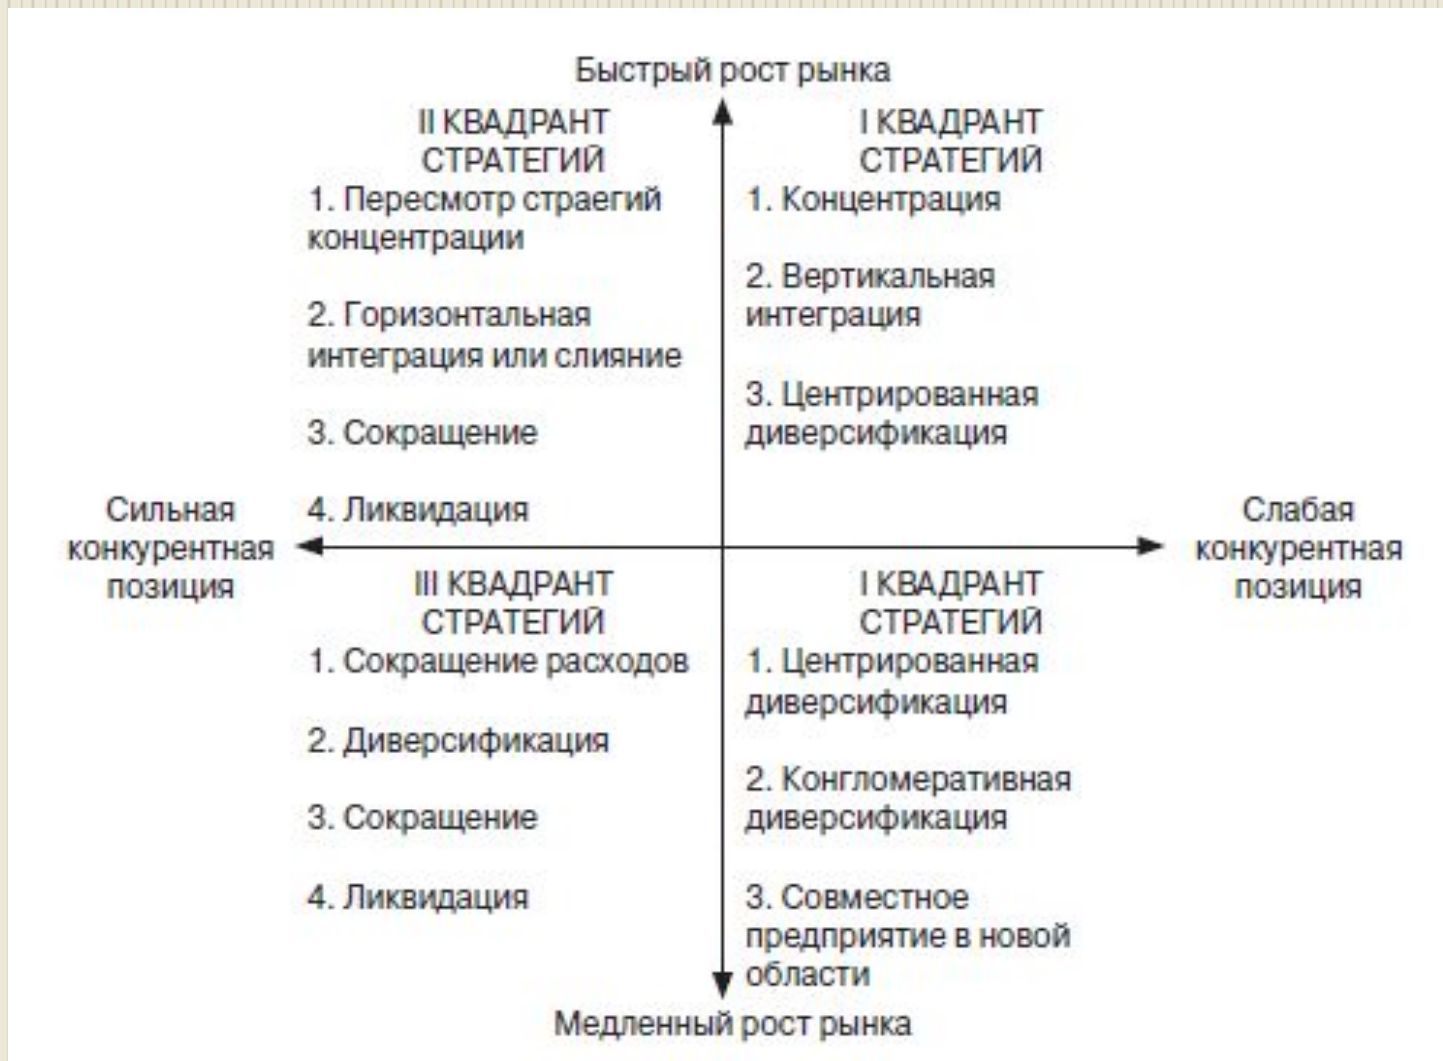 Быстрый рост рынка
II КВАДРАНТ
СТРАТЕГИЙ
1. Пересмотр страегий
концентрации
2. Горизонтальная
интеграция или слияние
3. Сокращение
4. Ликвидация
I КВАДРАНТ
СТРАТЕГИЙ
1. Концентрация
2. Вертикальная
интеграция
3. Центрированная
диверсификация
Сильная
конкурентная
позиция
Слабая
конкурентная
позиция
III КВАДРАНТ
СТРАТЕГИЙ
1. Сокращение расходов
2. Диверсификация
3. Сокращение
4. Ликвидация
I КВАДРАНТ
СТРАТЕГИЙ
1. Центрированная
диверсификация
2. Конгломеративная
диверсификация
3. Совместное
предприятие в новой
области
Медленный рост рынка